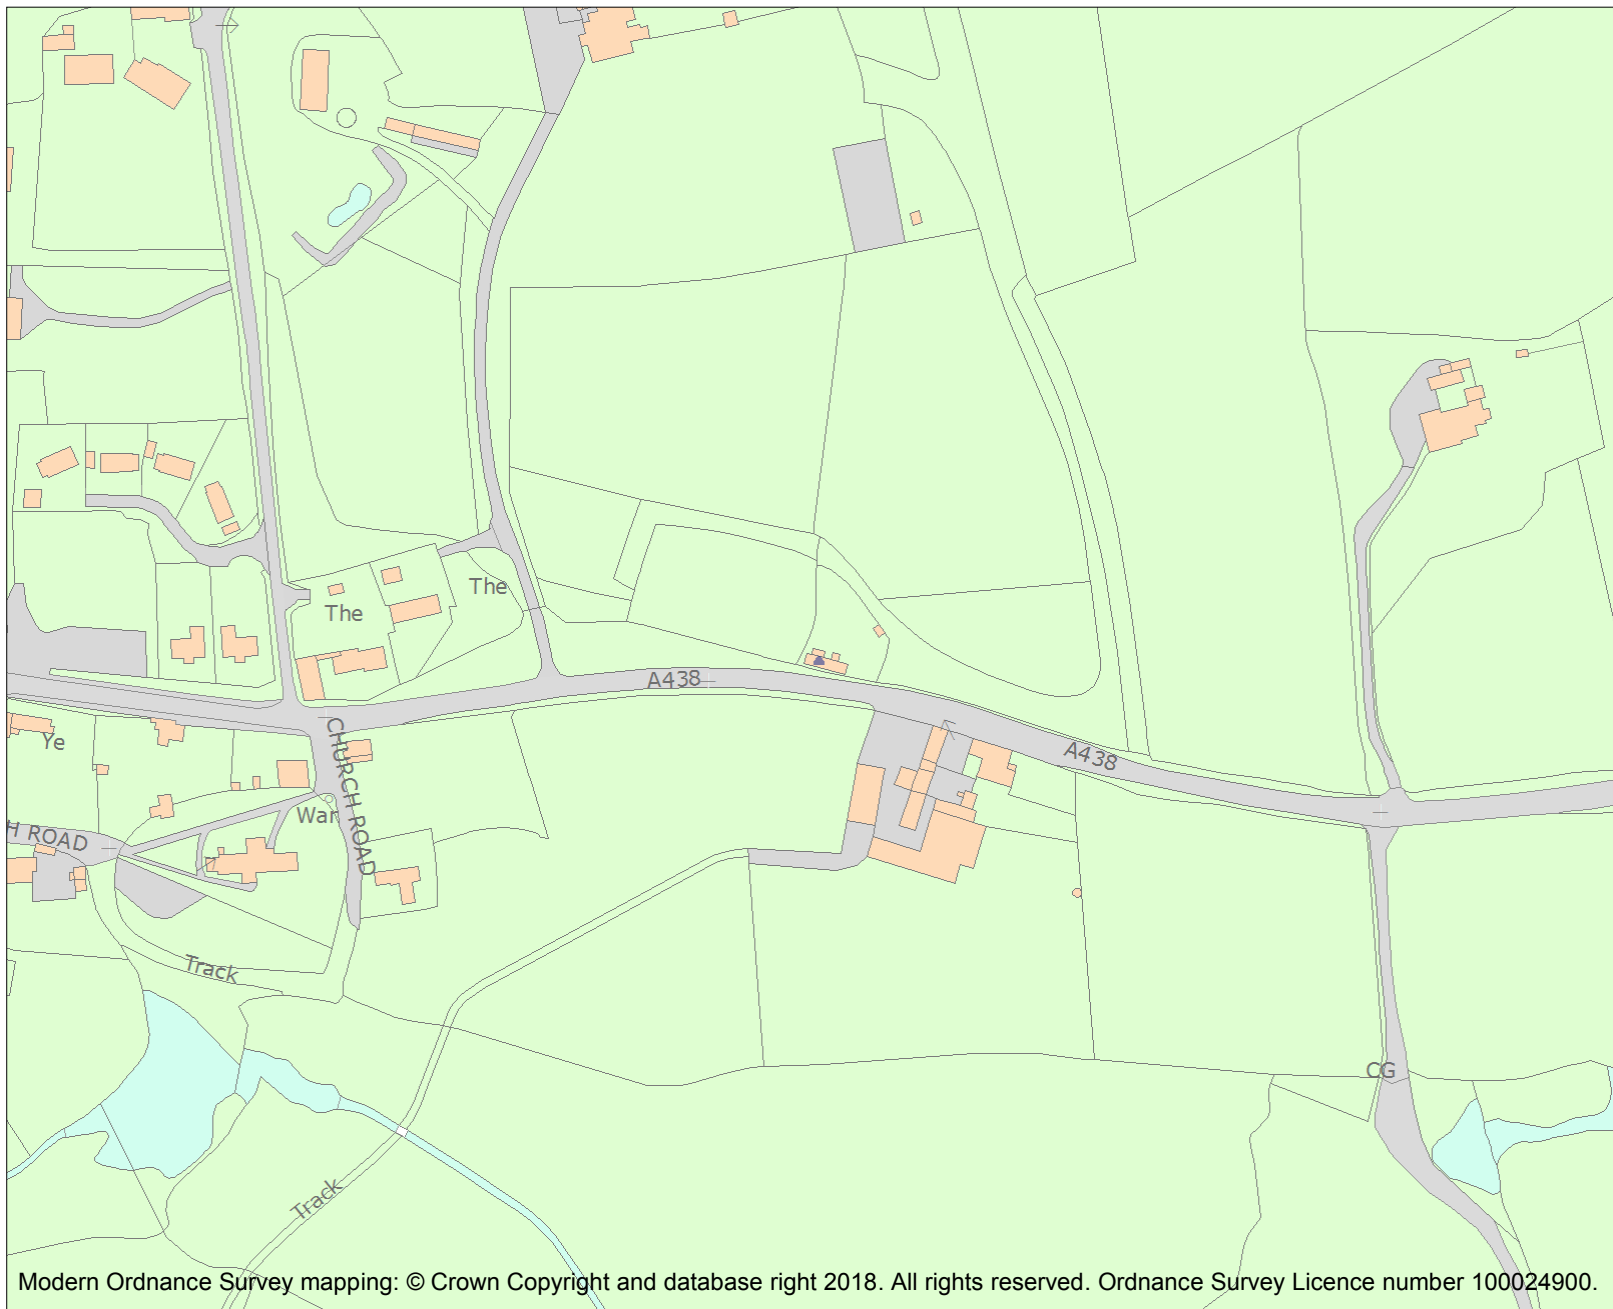 The
The
A438
Ye
CHURCH ROAD
A438
War
H ROAD
Track
CG
Track
Modern Ordnance Survey mapping: © Crown Copyright and database right 2018. All rights reserved. Ordnance Survey Licence number 100024900.